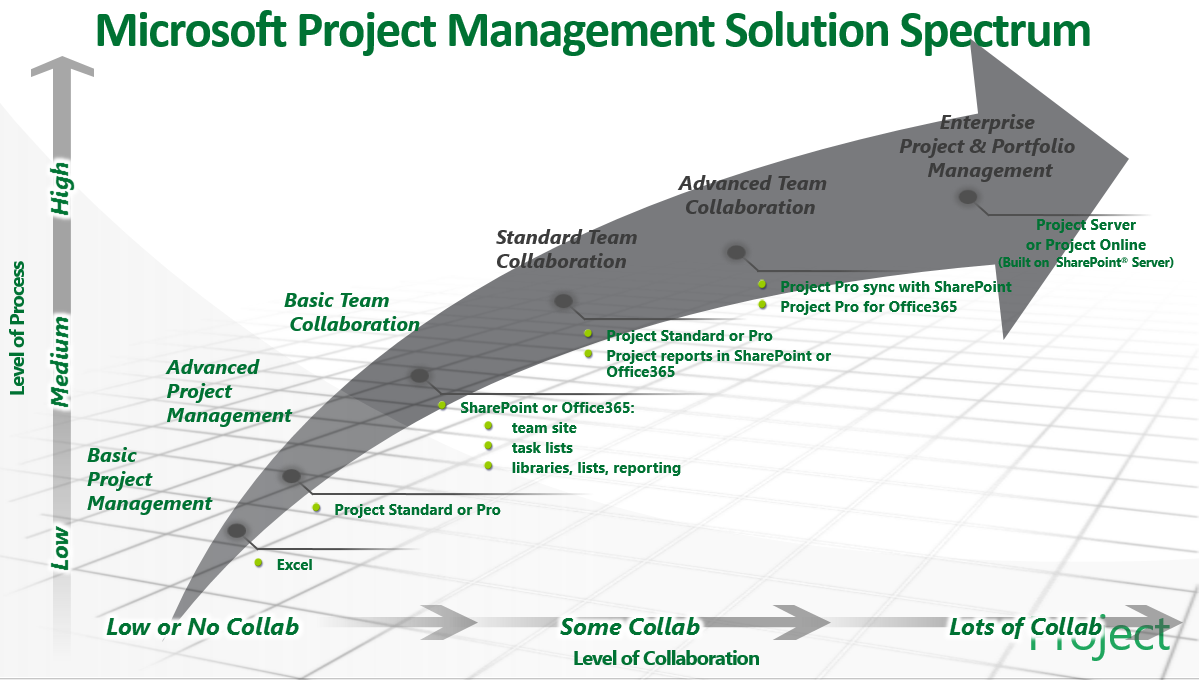 Microsoft Project Management Solution Spectrum
High
Medium
Low
Level of Process
Enterprise
Project & Portfolio
Management
Project Server
or Project Online
(Built on SharePoint® Server)
Advanced Team
Collaboration
Project Pro sync with SharePoint
Project Pro for Office365
Standard Team
Collaboration
Project Standard or Pro
Project reports in SharePoint or
Office365
Basic Team
Collaboration
SharePoint or Office365:
team site
task lists
libraries, lists, reporting
Advanced
Project
Management
Project Standard or Pro
Basic
Project
Management
Excel
Low or No Collab
Some Collab
Lots of Collab
Project
Level of Collaboration